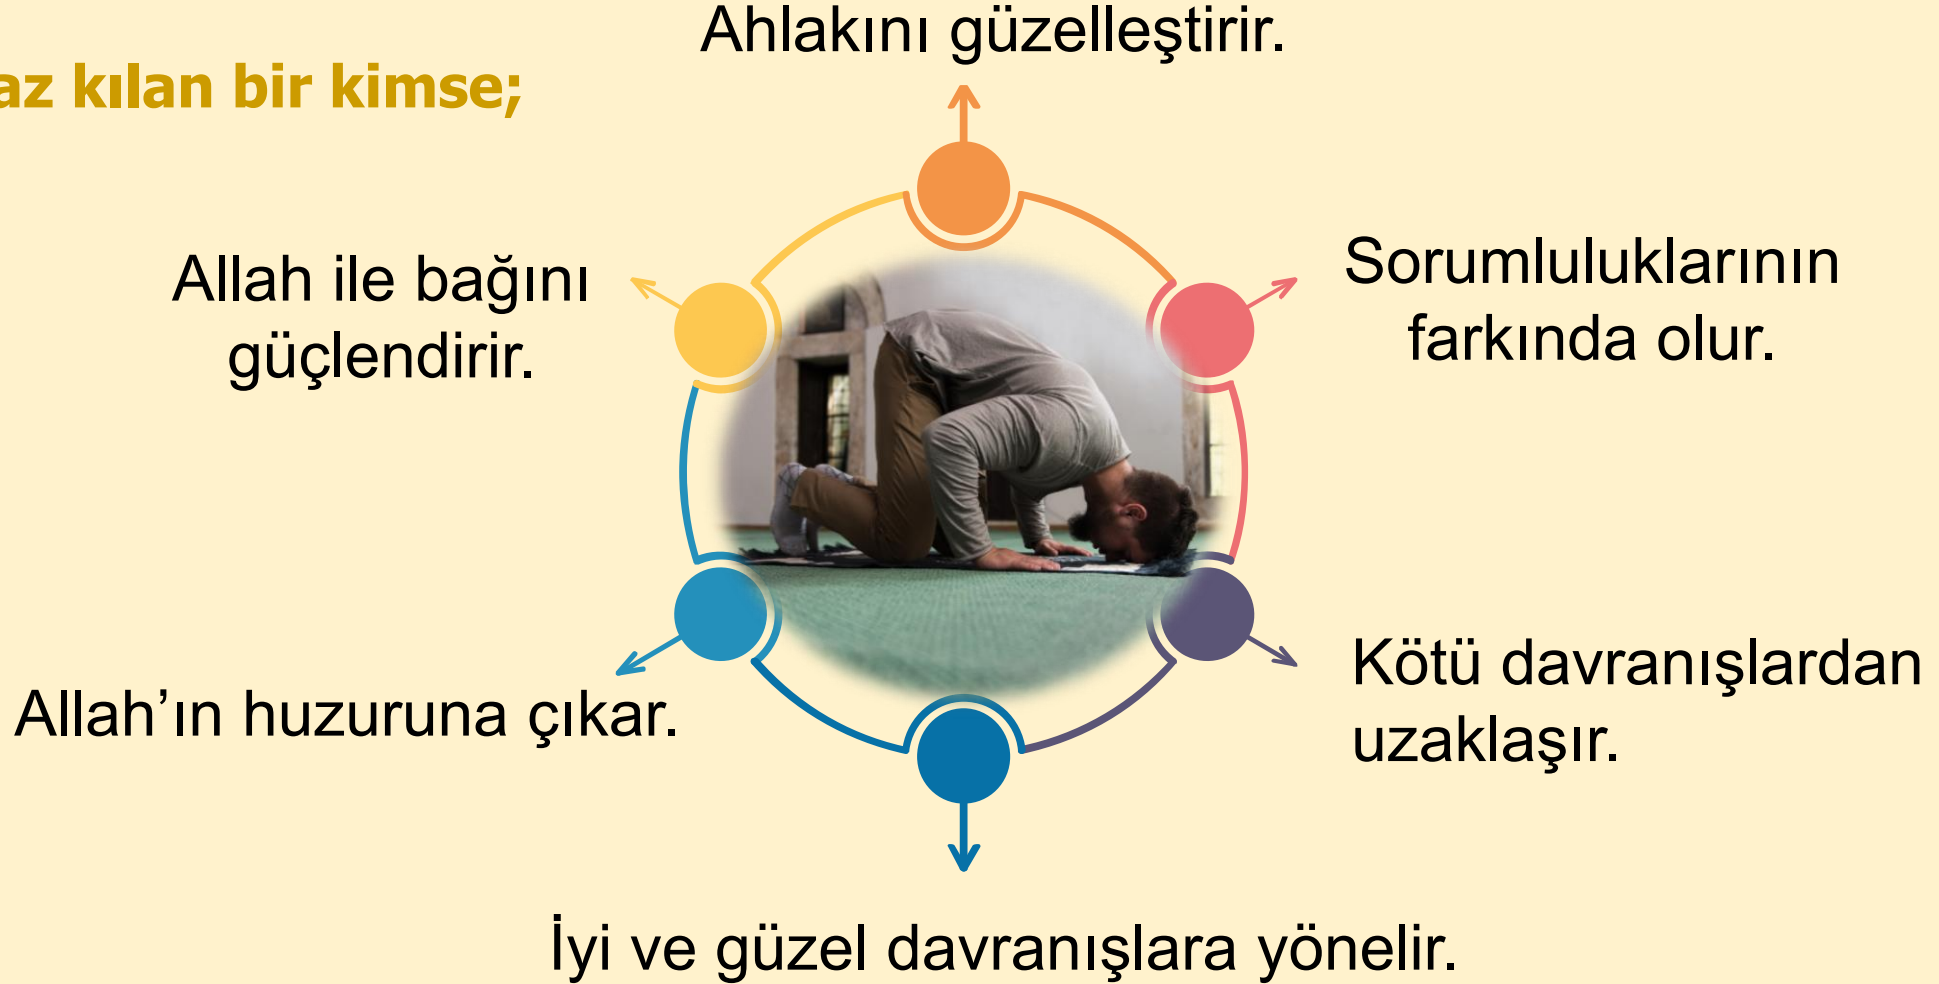 Ahlakını güzelleştirir.
az kılan bir kimse;
Allah ile bağını
güçlendirir.
Sorumluluklarının
farkında olur.
Allah’ın huzuruna çıkar.
Kötü davranışlardan
uzaklaşır.
İyi ve güzel davranışlara yönelir.